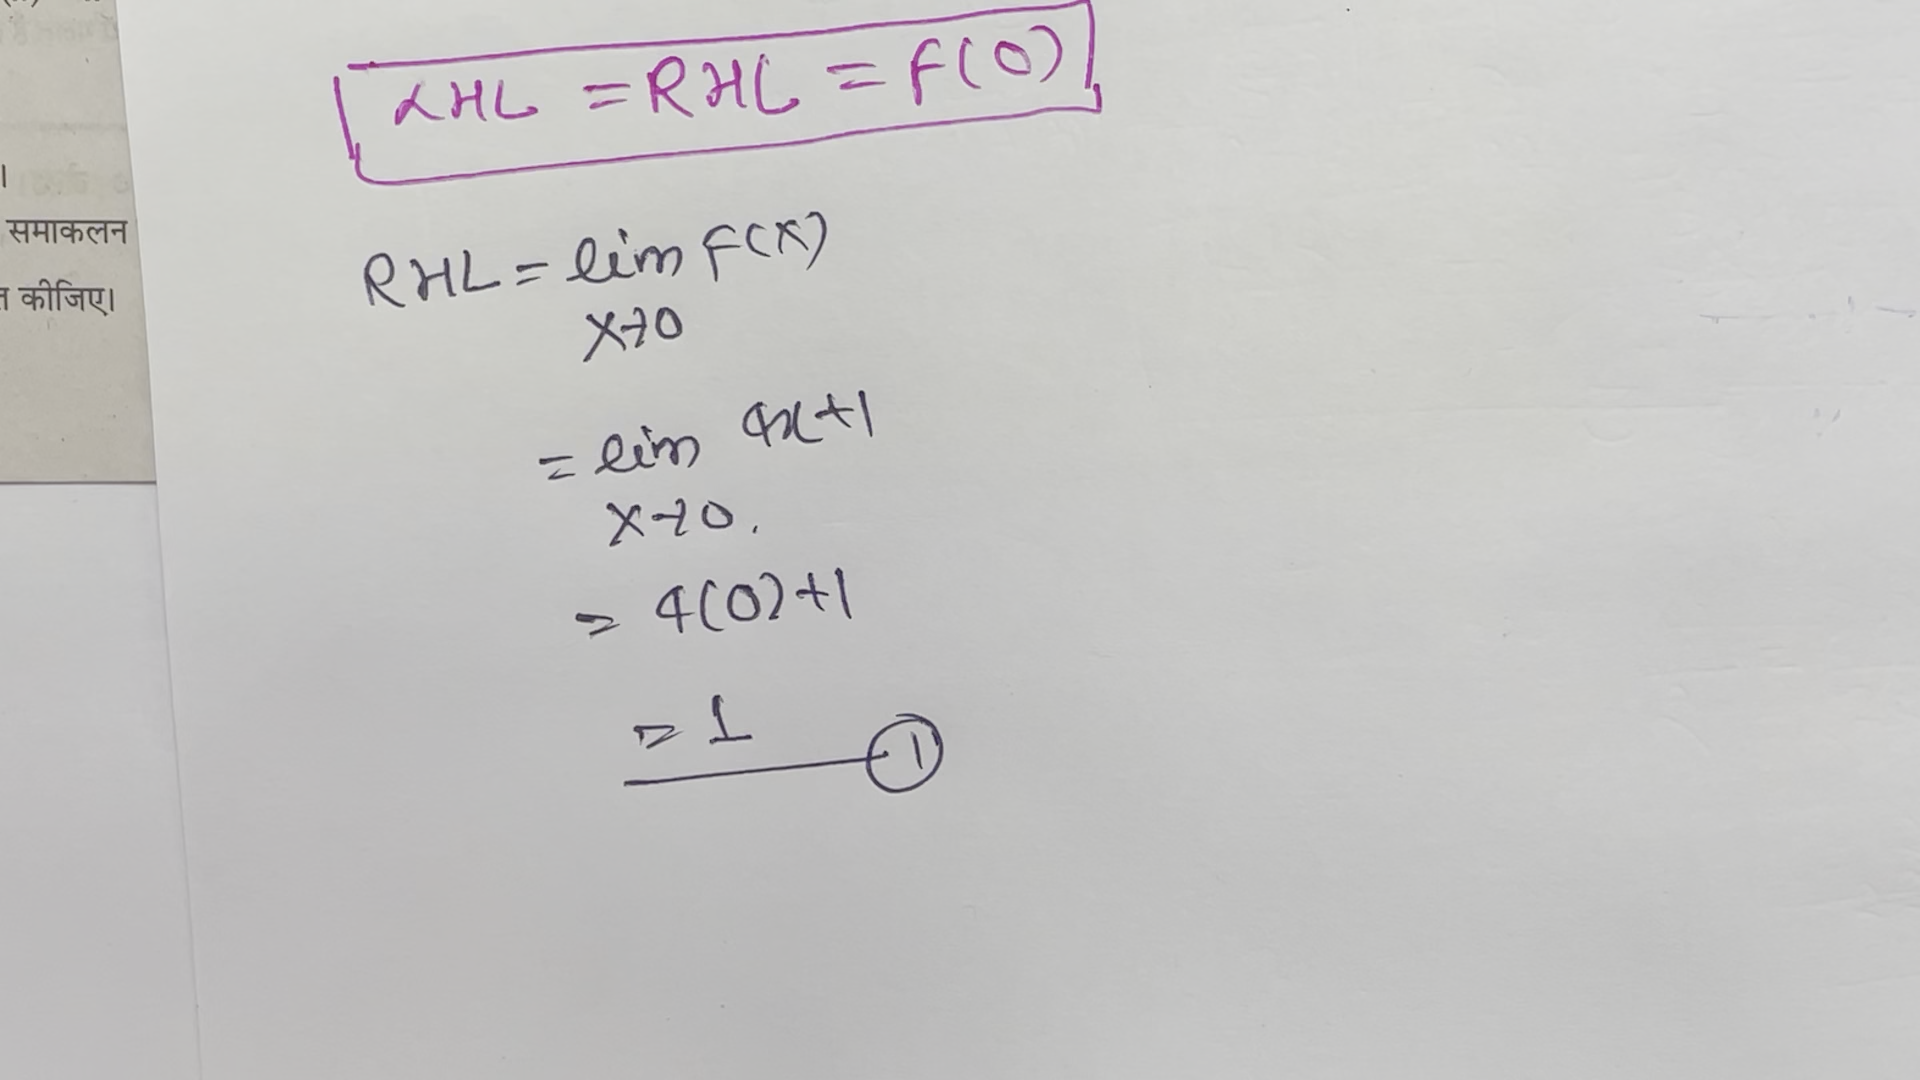 LHL = RHL = F(0)
।
समाकलन
कीजिए।
RHL = lim F(x)
x→0
= lim 4x+1
x→0.
= 4(0)+1
= 1
1